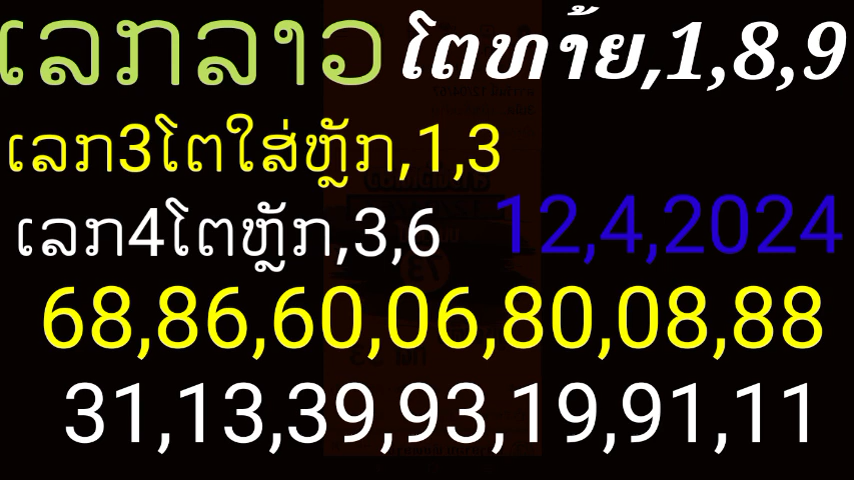 ເລກລາວ ໂຕທາ້ຍ,1,8,9
ເລກ3ໂຕໃສ່ຫຼັກ,1,3
ເລກ4ໂຕຫຼັກ,3,6 12,4,2024
68,86,60,06,80,08,88
31,13,39,93,19,91,11